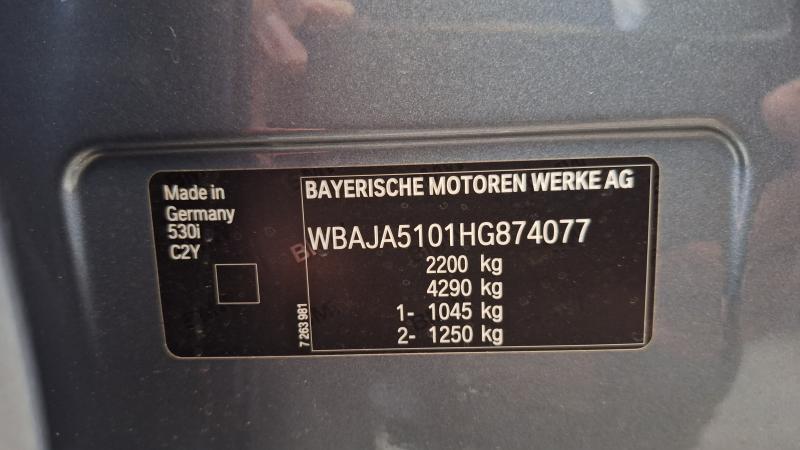 Made in
Germany
530i
C2Y
7 263 981
BAYERISCHE MOTOREN WERKE AG
WBAJA5101HG874077
2200 kg
4290 kg
1- 1045 kg
2- 1250 kg